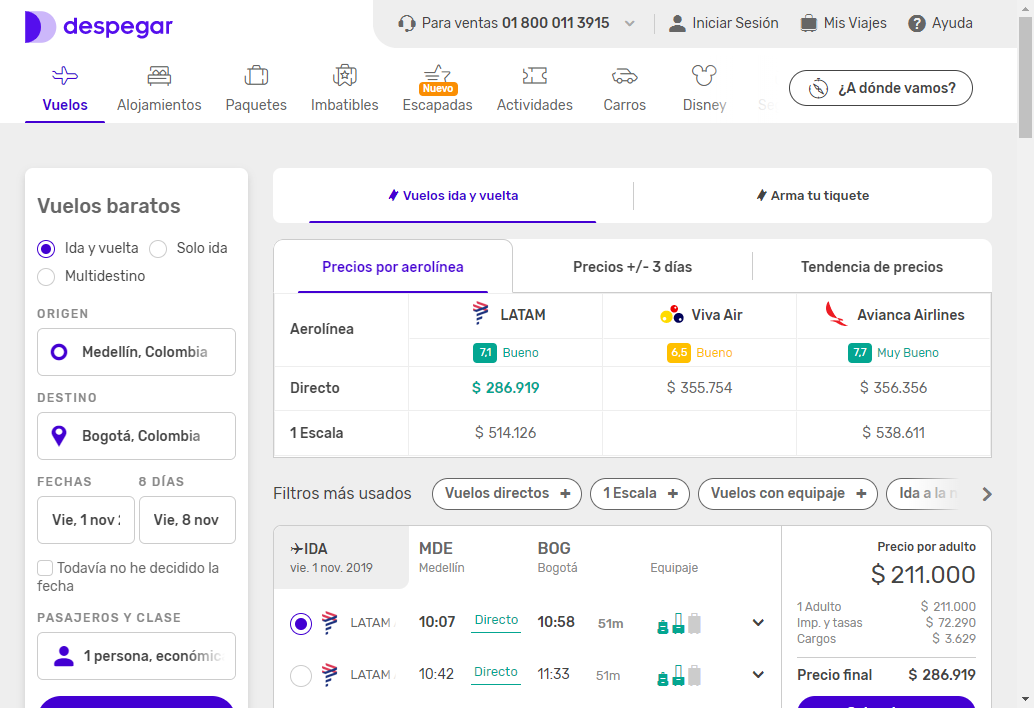 despegar
Para ventas 01 800 011 3915
Iniciar Sesión
Mis Viajes
Ayuda
Vuelos
Alojamientos
Paquetes
Imbatibles
Nuevo
Escapadas
Actividades
Carros
Disney
¿A dónde vamos?
Vuelos baratos
Ida y vuelta
Solo ida
Multidestino
ORIGEN
Medellín, Colombia
DESTINO
Bogotá, Colombia
FECHAS
8 DÍAS
Vie, 1 nov
Vie, 8 nov
Todavía no he decidido la
fecha
PASAJEROS Y CLASE
1 persona, económic
Vuelos ida y vuelta
Arma tu tiquete
Precios por aerolínea
Precios +/- 3 días
Tendencia de precios
Aerolínea
LATAM
Viva Air
Avianca Airlines
7,1 Bueno
6,5 Bueno
7,7 Muy Bueno
Directo
$ 286.919
$ 355.754
$ 356.356
1 Escala
$ 514.126
$ 538.611
Filtros más usados
Vuelos directos +
1 Escala +
Vuelos con equipaje +
Ida a la
IDA
vie. 1 nov. 2019
MDE
Medellín
BOG
Bogotá
Equipaje
LATAM
10:07
Directo
10:58
51m
LATAM
10:42
Directo
11:33
51m
Precio por adulto
$ 211.000
1 Adulto $ 211.000
Imp. y tasas $ 72.290
Cargos $ 3.629
Precio final $ 286.919